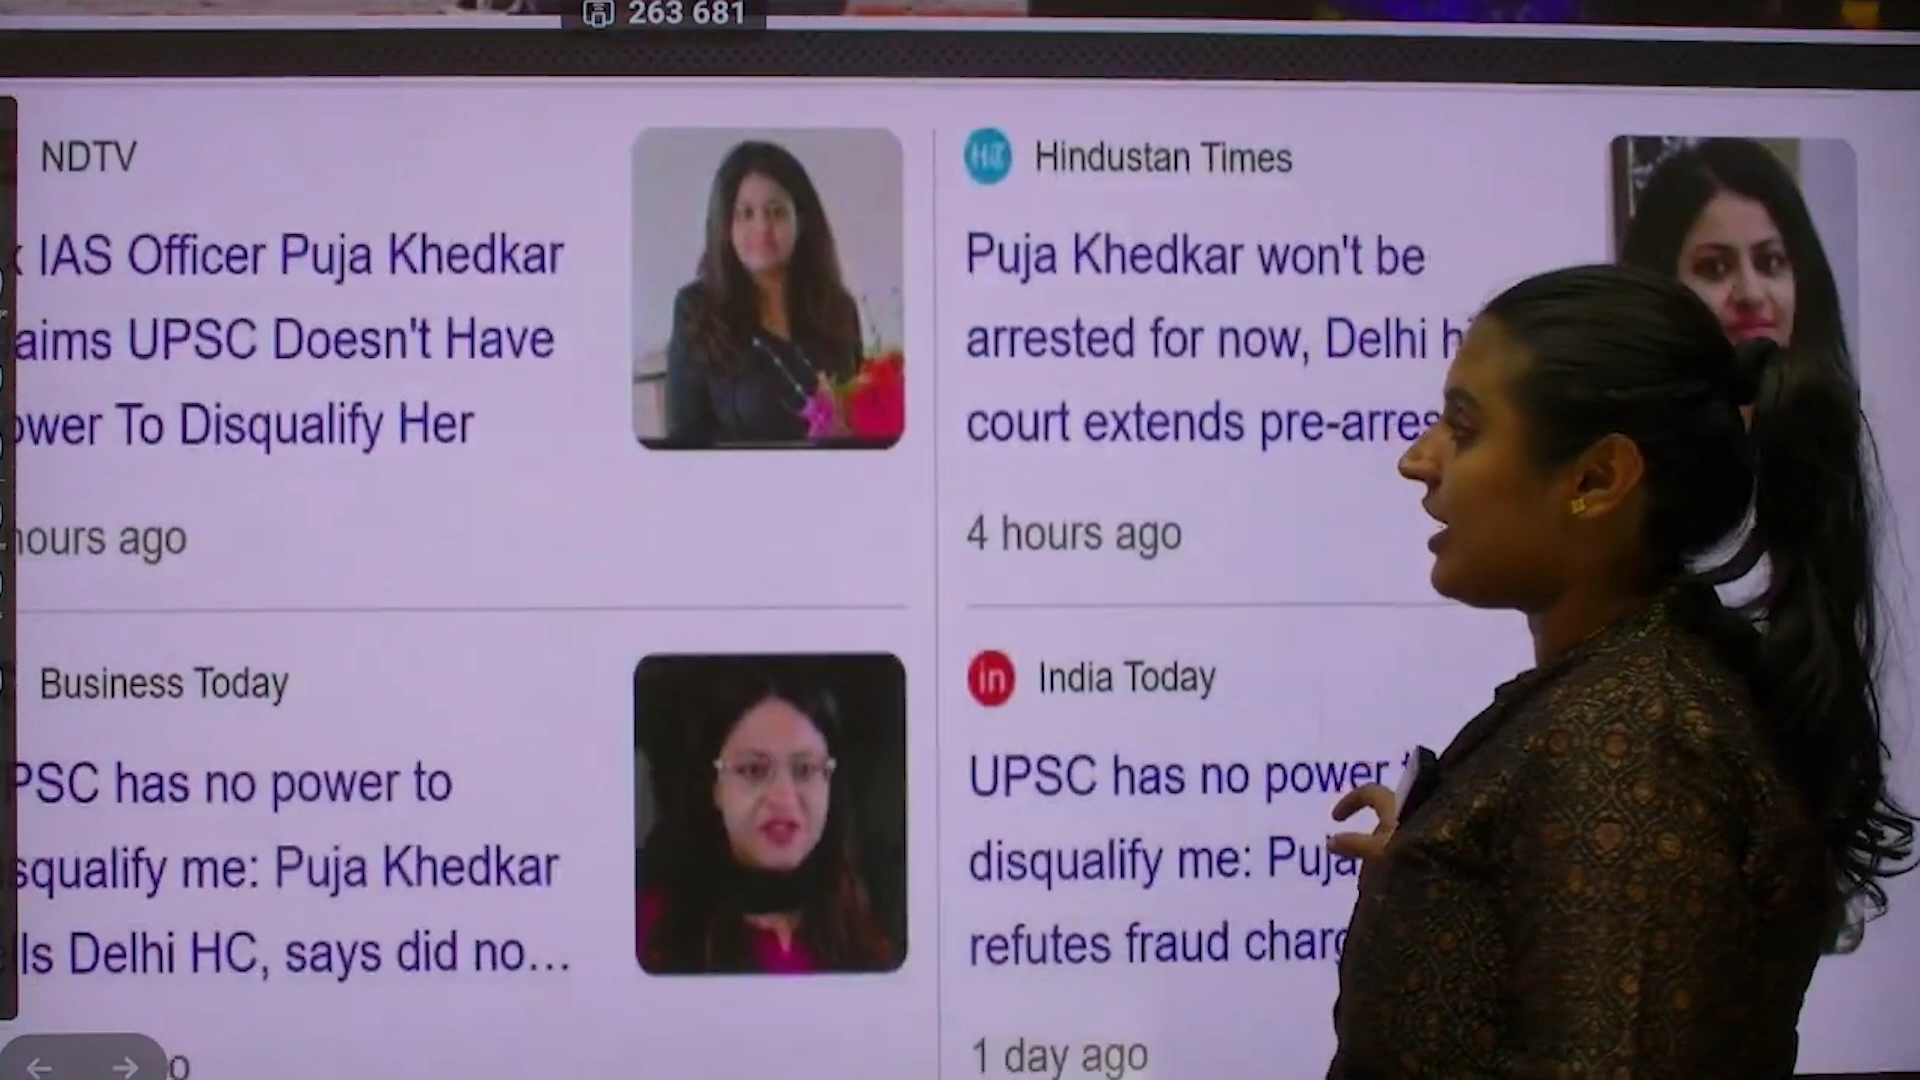 263 681
NDTV
IAS Officer Puja Khedkar
aims UPSC Doesn't Have
ower To Disqualify Her
hours ago
Hindustan Times
Puja Khedkar won't be
arrested for now, Delhi h
court extends pre-arres
4 hours ago
Business Today
PSC has no power to
squalify me: Puja Khedkar
lls Delhi HC, says did no...
o
in India Today
UPSC has no power
disqualify me: Puja
refutes fraud charg
1 day ago